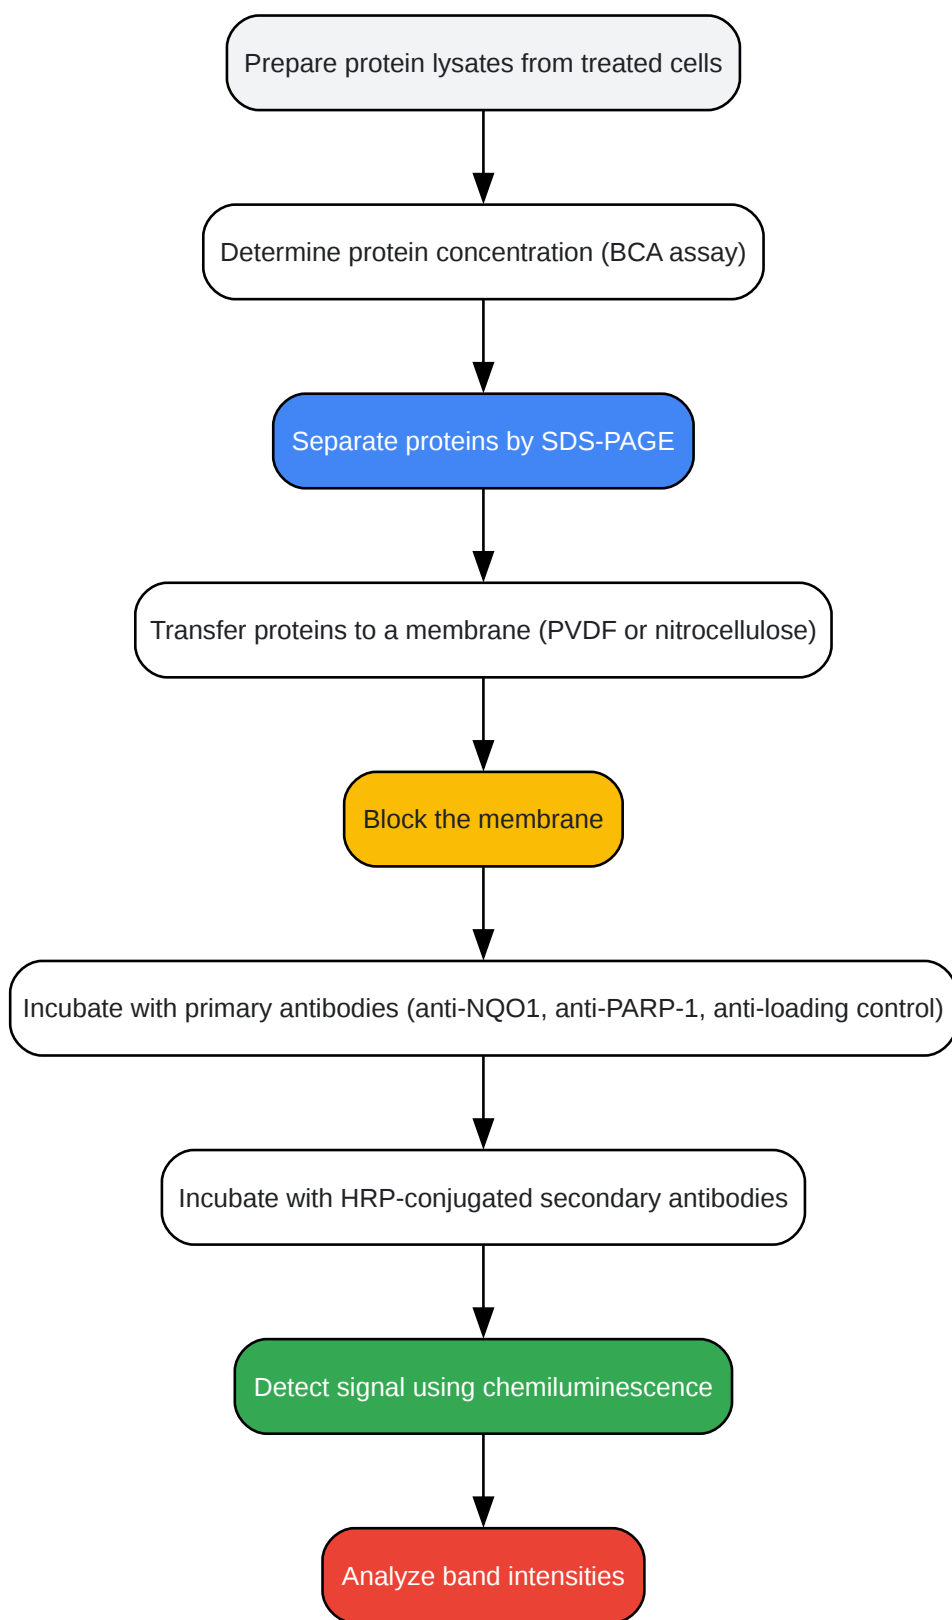 Prepare protein lysates from treated cells
Determine protein concentration (BCA assay)
Separate proteins by SDS-PAGE
Transfer proteins to a membrane (PVDF or nitrocellulose)
Block the membrane
Incubate with primary antibodies (anti-NQO1, anti-PARP-1, anti-loading control)
Incubate with HRP-conjugated secondary antibodies
Detect signal using chemiluminescence
Analyze band intensities